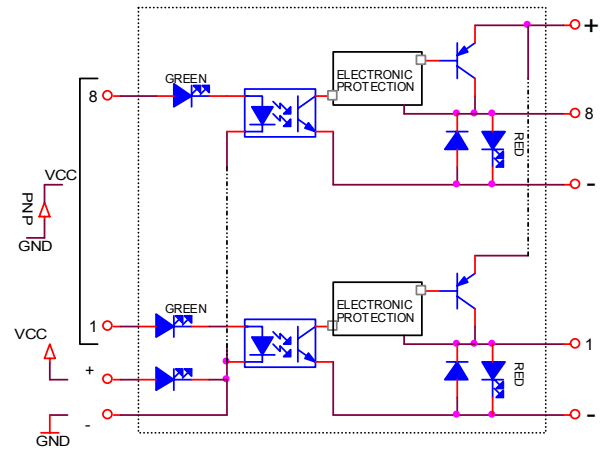 +
GREEN
ELECTRONIC
PROTECTION
8
8
RED
VCC
PNP
-
GND
GREEN
ELECTRONIC
PROTECTION
1
1
VCC
RED
+
-
-
GND